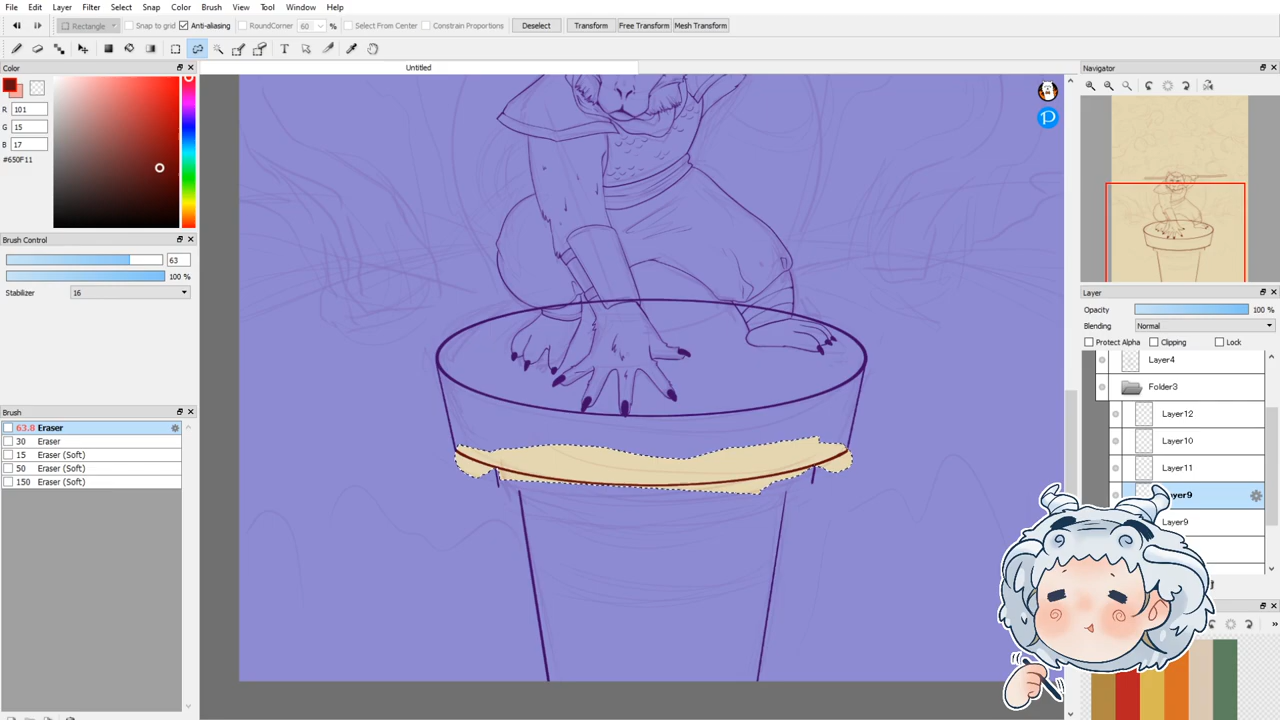 File Edit Layer Filter Select Snap Color Brush View Tool Window Help
Rectangle Snap to grid Anti-aliasing RoundCorner 60 % Select From Center Constrain Proportions Deselect Transform Free Transform Mesh Transform
T
Color
Untitled
Navigator
R 101
G 15
B 17
#650F11
Brush Control
63
100 %
Stabilizer 16
Layer
Opacity 100 %
Blending Normal
Protect Alpha Clipping Lock
Layer4
Folder3
Layer12
Layer10
Layer11
Layer9
Brush
63.8 Eraser
30 Eraser
15 Eraser (Soft)
50 Eraser (Soft)
150 Eraser (Soft)